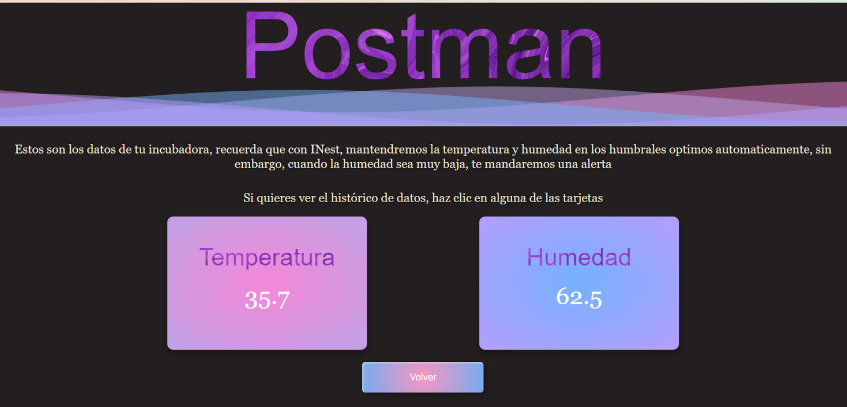 Postman
Estos son los datos de tu incubadora, recuerda que con INest, mantendremos la temperatura y humedad en los humbrales optimos automaticamente, sin
embargo, cuando la humedad sea muy baja, te mandaremos una alerta
Si quieres ver el histórico de datos, haz clic en alguna de las tarjetas
Temperatura
35.7
Humedad
62.5
Volver